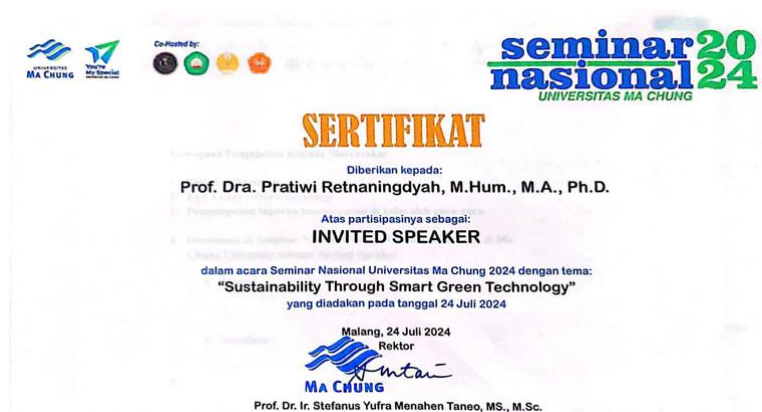 UNIVERSITAS
MA CHUNG
You're
My Special
Co-Hosted by:
seminar 20
nasional 24
UNIVERSITAS MA CHUNG
SERTIFIKAT
Diberikan kepada:
Prof. Dra. Pratiwi Retnaningdyah, M.Hum., M.A., Ph.D.
Atas partisipasinya sebagai:
INVITED SPEAKER
dalam acara Seminar Nasional Universitas Ma Chung 2024 dengan tema:
“Sustainability Through Smart Green Technology”
yang diadakan pada tanggal 24 Juli 2024
Malang, 24 Juli 2024
Rektor
MA CHUNG
Prof. Dr. Ir. Stefanus Yufra Menahen Taneo, MS., M.Sc.